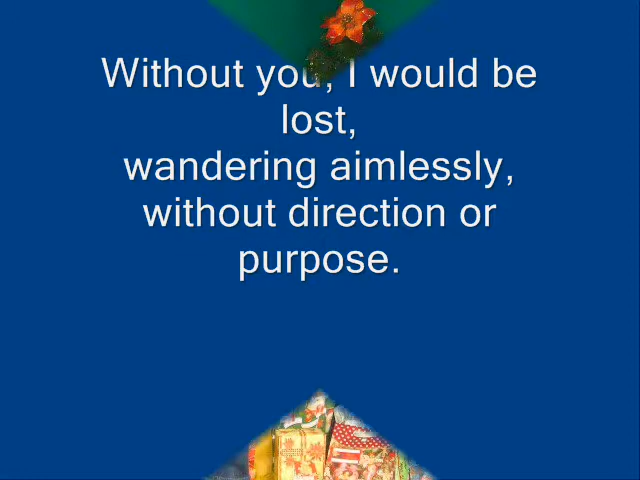 Without you, I would be
lost,
wandering aimlessly,
without direction or
purpose.